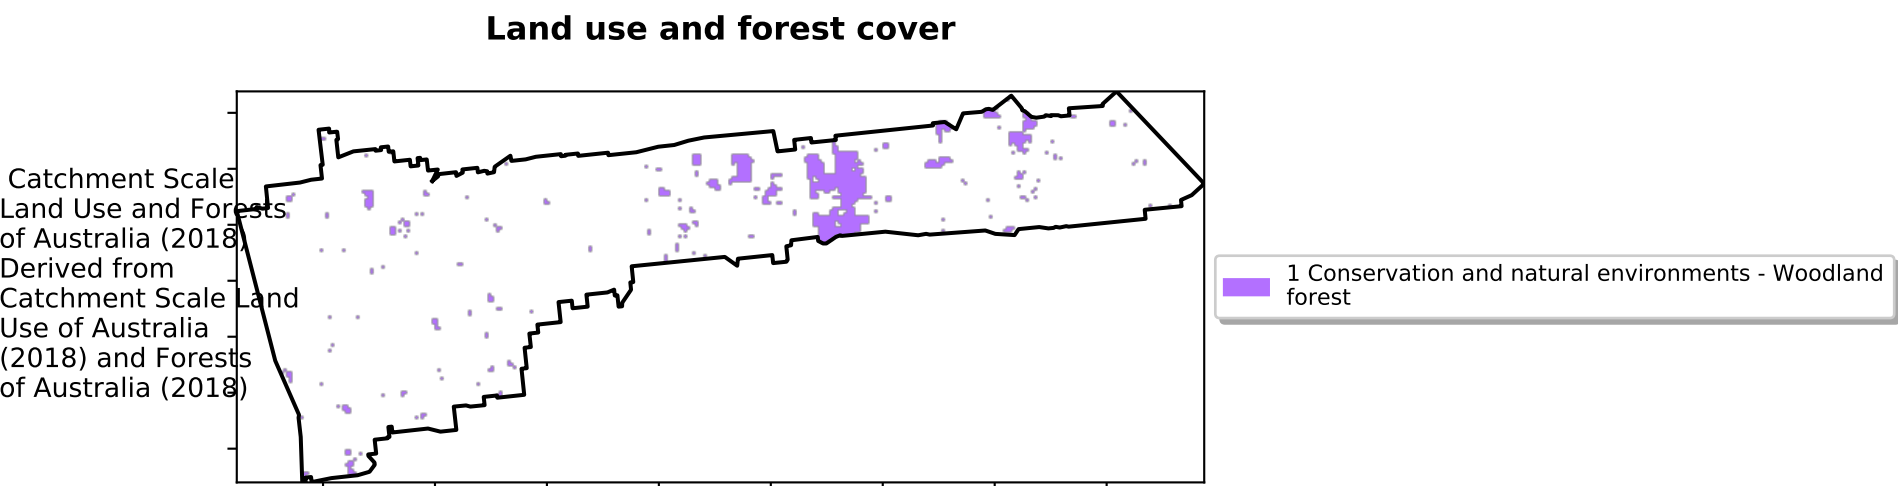 Land use and forest cover
Catchment Scale
Land Use and Forests
of Australia (2018)
Derived from
Catchment Scale Land
Use of Australia
(2018) and Forests
of Australia (2018)
1 Conservation and natural environments - Woodland
forest